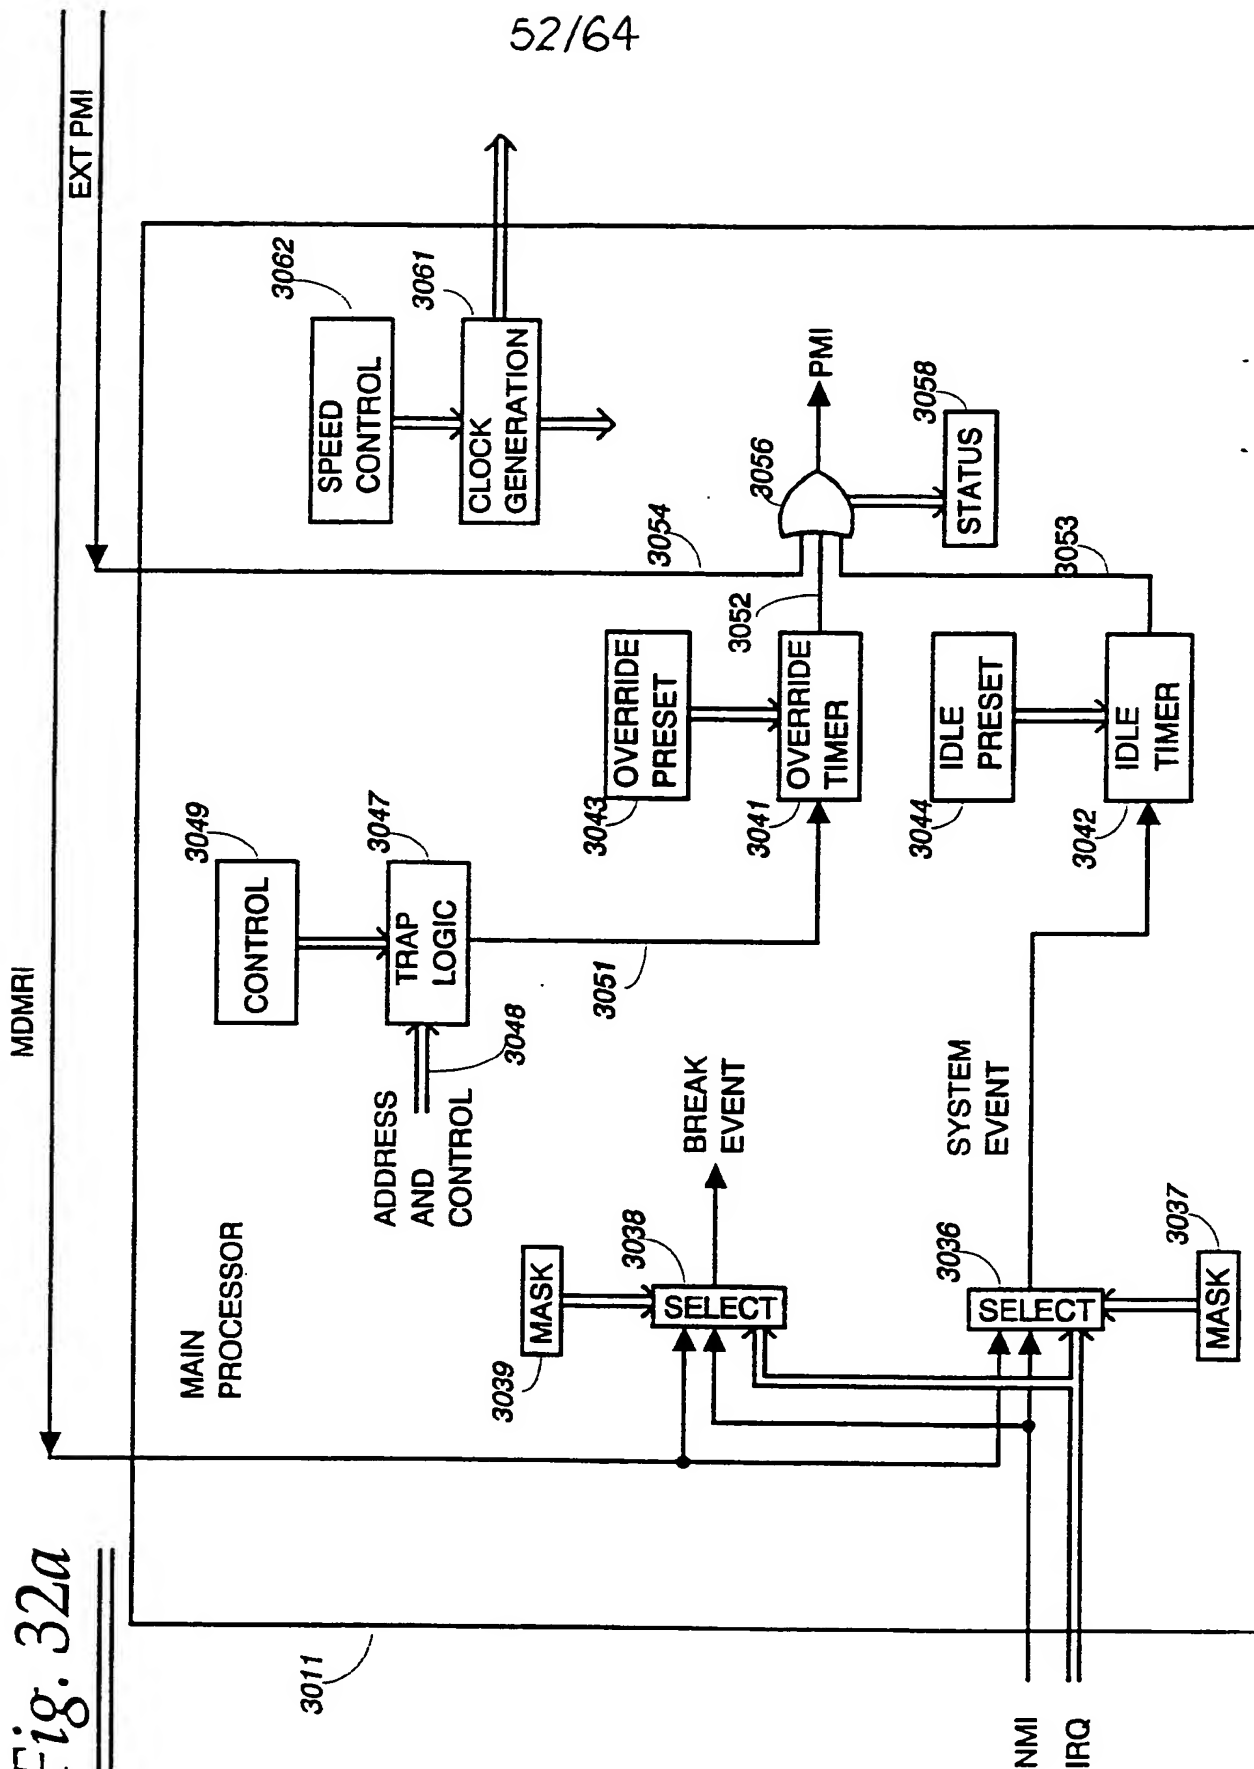 52/64
Fig. 32a
MDMRI
EXT PMI
3011
MAIN
PROCESSOR
3049
CONTROL
3047
TRAP
LOGIC
3048
ADDRESS
AND
CONTROL
3051
3062
SPEED
CONTROL
3061
CLOCK
GENERATION
3054
3043
OVERRIDE
PRESET
3041
OVERRIDE
TIMER
3052
3056
PMI
3058
STATUS
3053
3044
IDLE
PRESET
3042
IDLE
TIMER
3039
MASK
3038
SELECT
BREAK
EVENT
3036
SELECT
SYSTEM
EVENT
3037
MASK
NMI
IRQ